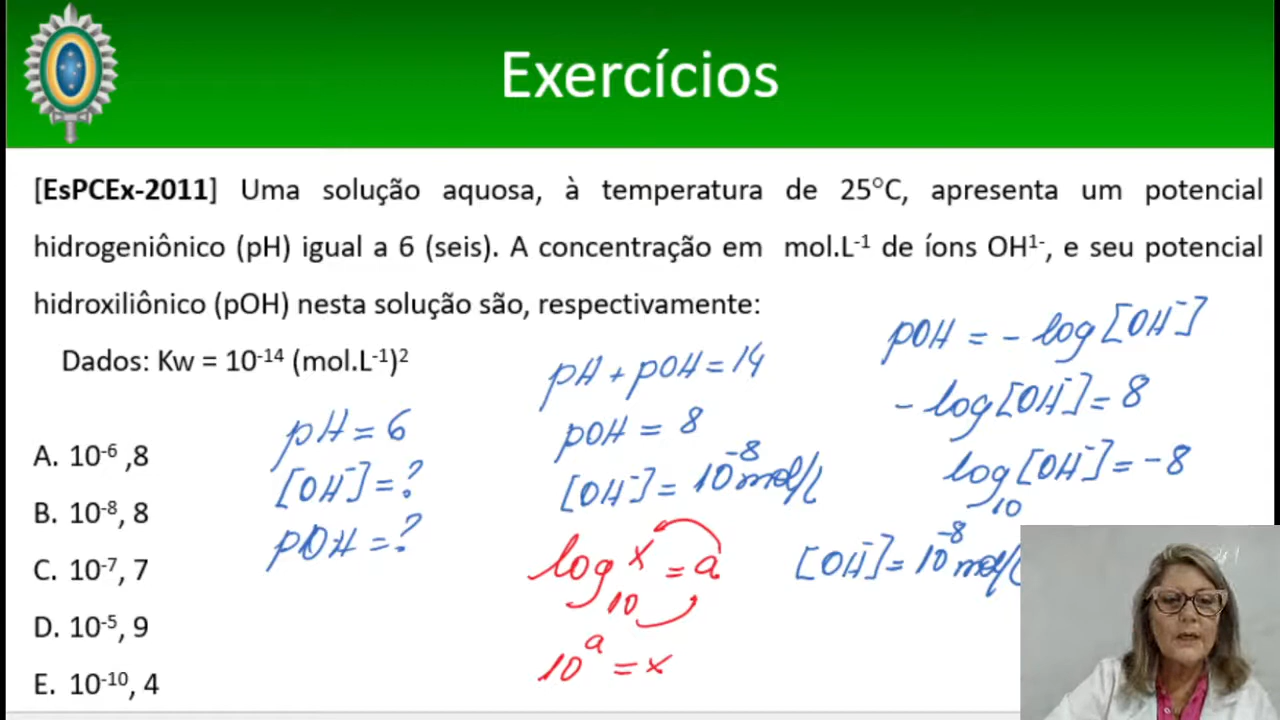 Exercícios
[EsPCEx-2011] Uma solução aquosa, à temperatura de 25°C, apresenta um potencial
hidrogeniônico (pH) igual a 6 (seis). A concentração em mol.L⁻¹ de íons OH¹⁻, e seu potencial
hidroxiliônico (pOH) nesta solução são, respectivamente:
Dados: Kw = 10⁻¹⁴ (mol.L⁻¹)²
A. 10⁻⁶ ,8
B. 10⁻⁸, 8
C. 10⁻⁷, 7
D. 10⁻⁵, 9
E. 10⁻¹⁰, 4
pH = 6
[OH⁻] = ?
pOH = ?
pH + pOH = 14
pOH = 8
[OH⁻] = 10⁻⁸ mol/L
log₁₀ x = a
10ᵃ = x
pOH = - log [OH⁻]
- log [OH⁻] = 8
log₁₀ [OH⁻] = -8
[OH⁻] = 10⁻⁸ mol/L